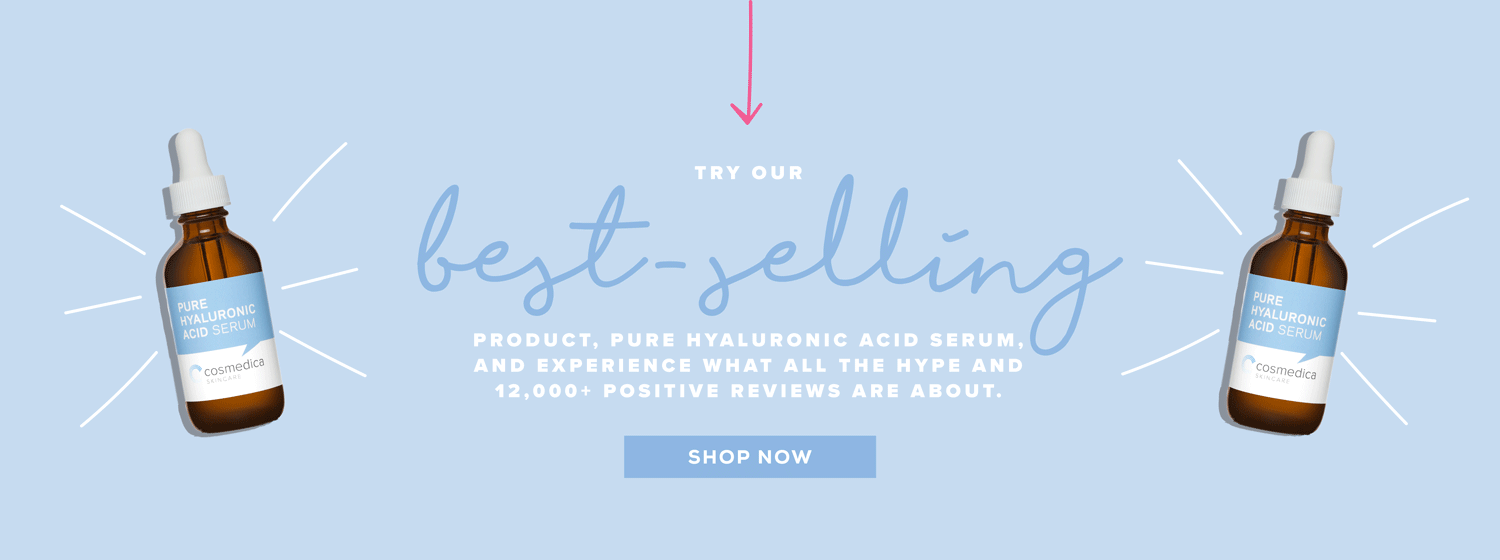 TRY OUR
best-selling
PRODUCT, PURE HYALURONIC ACID SERUM,
AND EXPERIENCE WHAT ALL THE HYPE AND
12,000+ POSITIVE REVIEWS ARE ABOUT.
SHOP NOW
PURE
HYALURONIC
ACID SERUM
cosmedica
SKINCARE
PURE
HYALURONIC
ACID SERUM
cosmedica
SKINCARE